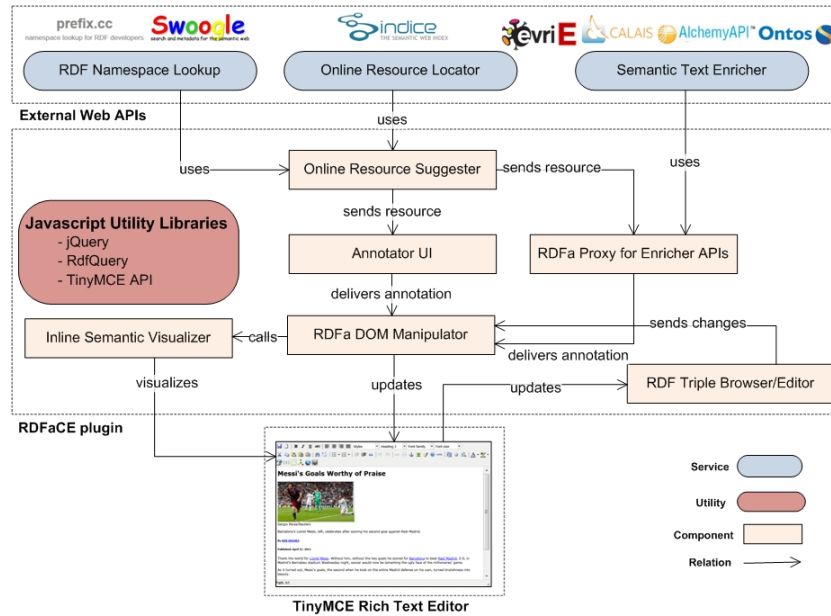 prefix.cc
namespace lookup for RDF developers
Swoogle
search and metadata for the semantic web
Sindice
THE SEMANTIC WEB INDEX
evri
E
CALAIS
AlchemyAPI™
Ontos
RDF Namespace Lookup
Online Resource Locator
Semantic Text Enricher
External Web APIs
uses
uses
uses
Online Resource Suggester
sends resource
sends resource
Javascript Utility Libraries
- jQuery
- RdfQuery
- TinyMCE API
Annotator UI
RDFa Proxy for Enricher APIs
delivers annotation
sends changes
Inline Semantic Visualizer
calls
RDFa DOM Manipulator
delivers annotation
visualizes
updates
updates
RDF Triple Browser/Editor
RDFaCE plugin
Messi's Goals Worthy of Praise
TinyMCE Rich Text Editor
Service
Utility
Component
Relation